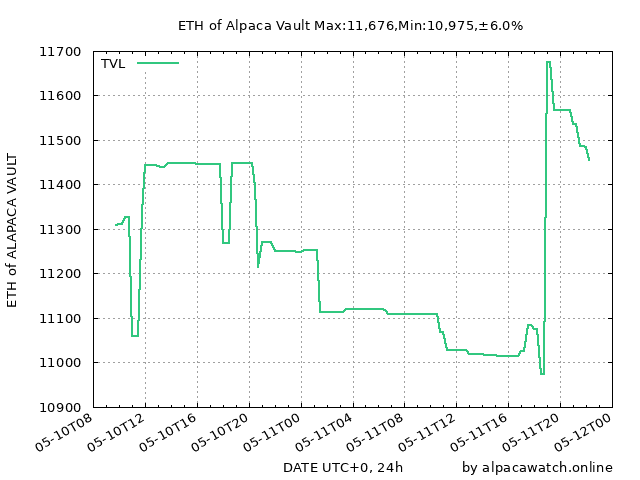 ETH of Alpaca Vault Max:11,676,Min:10,975,±6.0%
TVL
11700
11600
11500
11400
11300
11200
11100
11000
10900
ETH of ALAPACA VAULT
05-10T08
05-10T12
05-10T16
05-10T20
05-11T00
05-11T04
05-11T08
05-11T12
05-11T16
05-11T20
05-12T00
DATE UTC+0, 24h
by alpacawatch.online